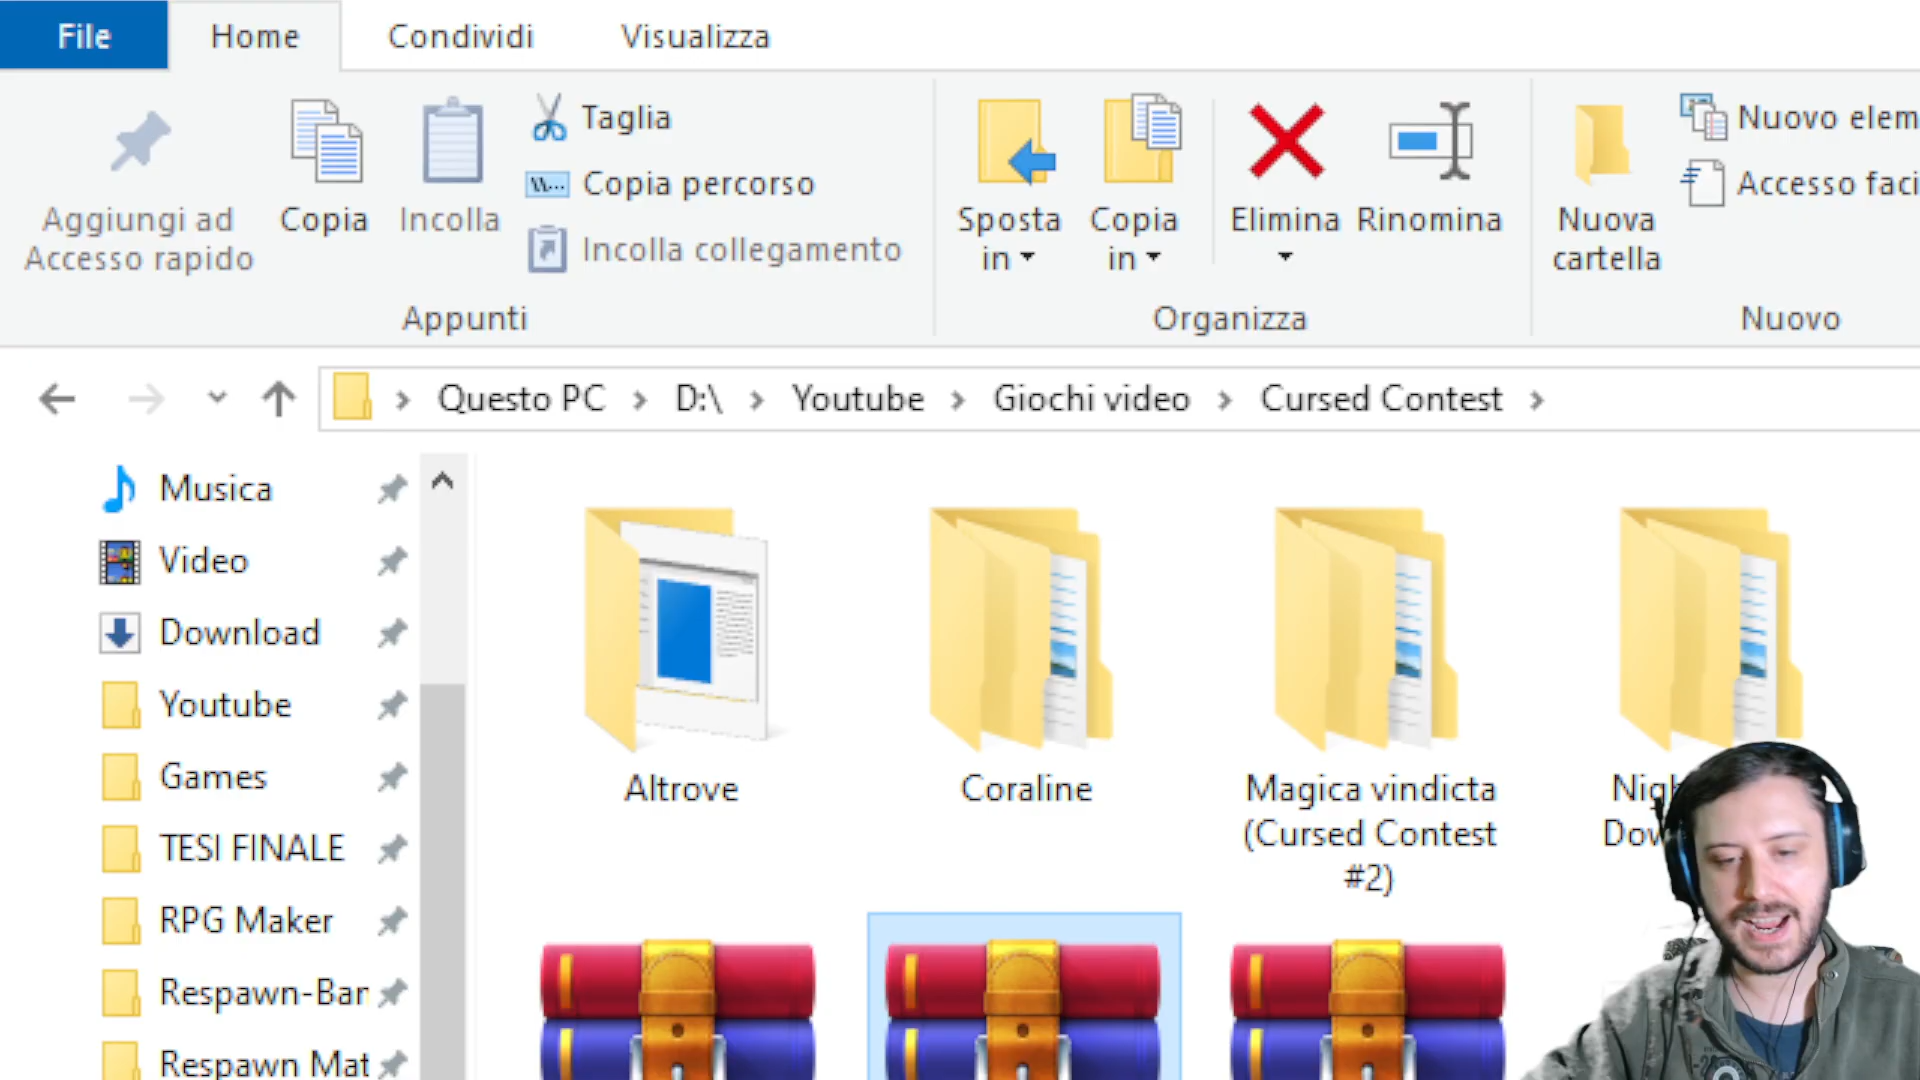 File Home Condividi Visualizza
Aggiungi ad
Accesso rapido
Copia
Incolla
Taglia
Copia percorso
Incolla collegamento
Appunti
Sposta
in
Copia
in
Elimina
Rinomina
Organizza
Nuova
cartella
Nuovo elem
Accesso faci
Nuovo
Questo PC > D:\ > Youtube > Giochi video > Cursed Contest >
Musica
Video
Download
Youtube
Games
TESI FINALE
RPG Maker
Respawn-Bar
Respawn Mat
Altrove
Coraline
Magica vindicta
(Cursed Contest
#2)